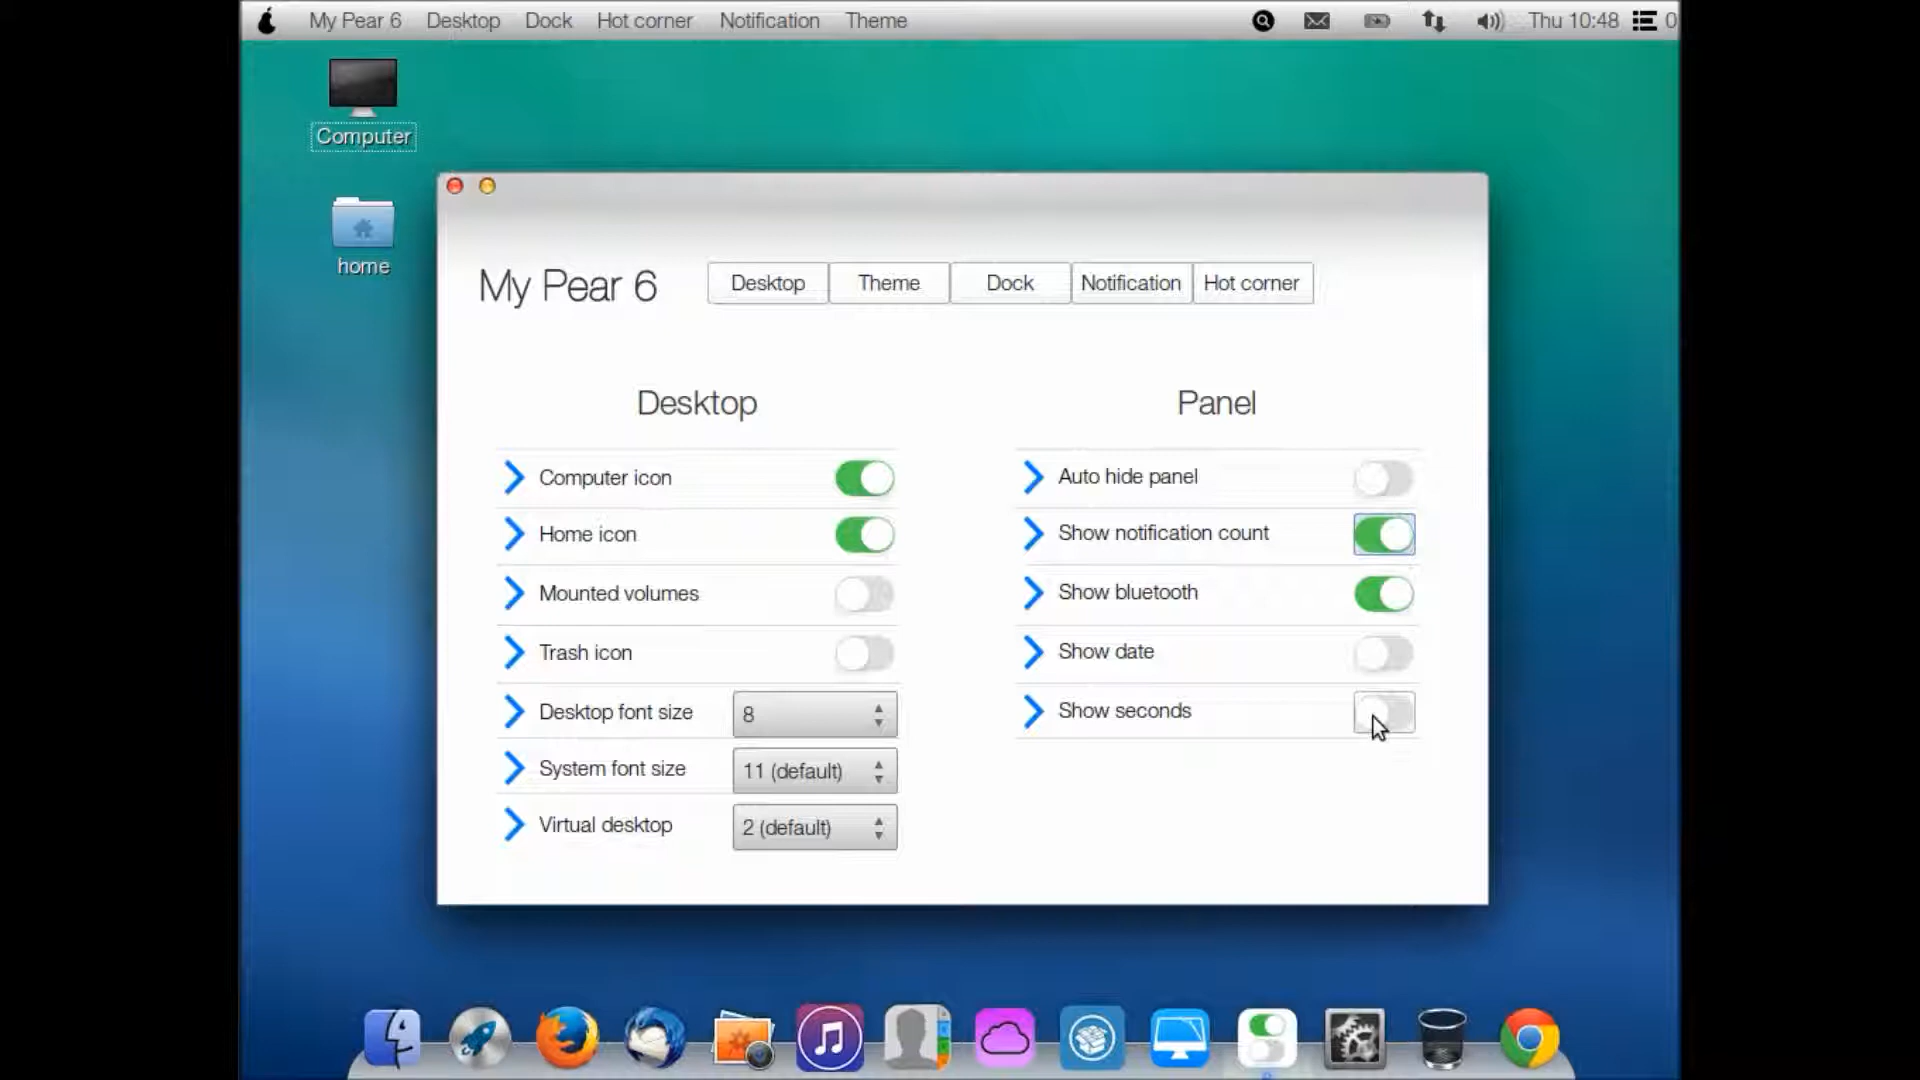 My Pear 6 Desktop Dock Hot corner Notification Theme Thu 10:48 0
Computer
home
My Pear 6 Desktop Theme Dock Notification Hot corner
Desktop
Computer icon
Home icon
Mounted volumes
Trash icon
Desktop font size 8
System font size 11 (default)
Virtual desktop 2 (default)
Panel
Auto hide panel
Show notification count
Show bluetooth
Show date
Show seconds